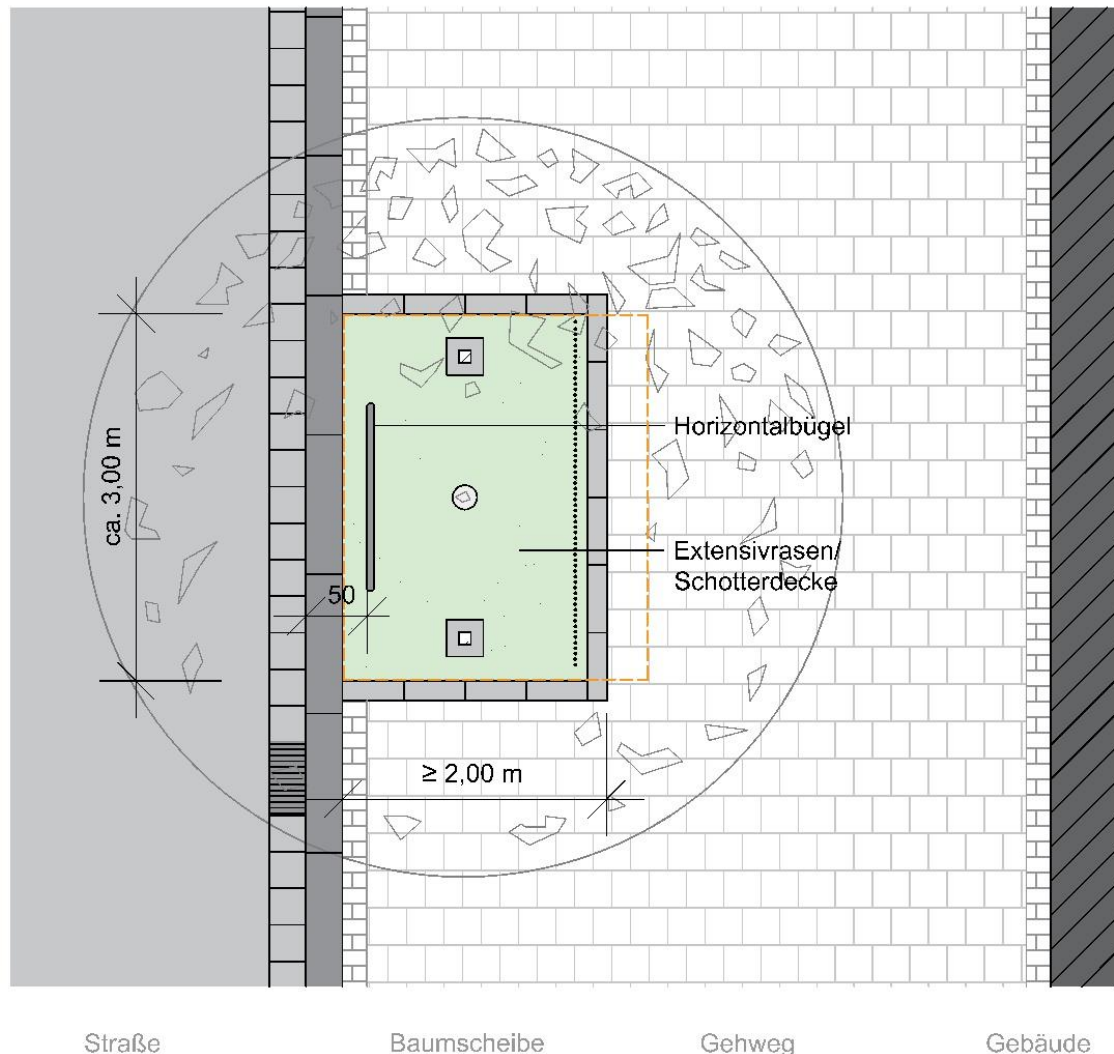 Horizontalbügel
ca. 3,00 m
Extensivrasen/
Schotterdecke
50
≥ 2,00 m
Straße
Baumscheibe
Gehweg
Gebäude